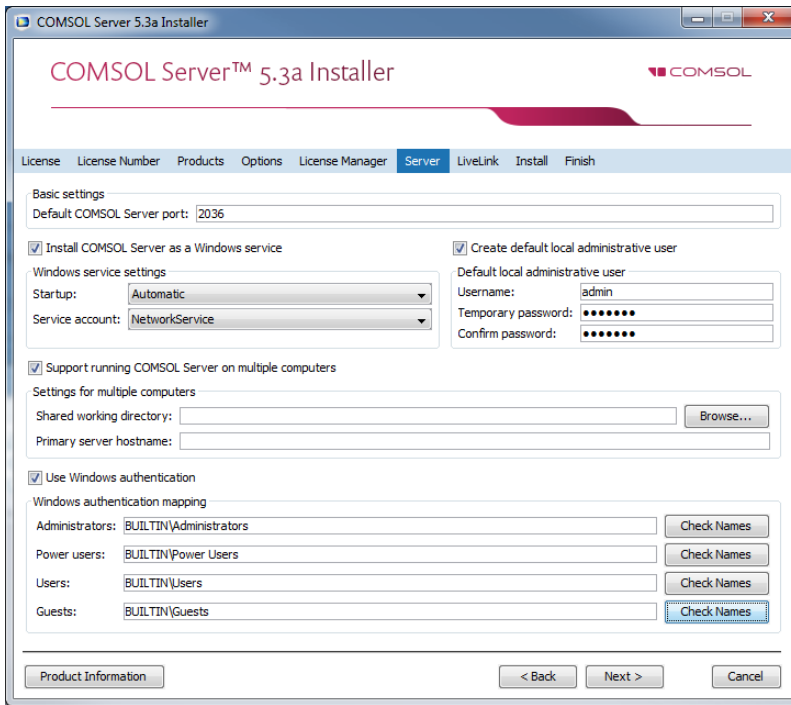 COMSOL Server 5.3a Installer
COMSOL Server™ 5.3a Installer
COMSOL
License License Number Products Options License Manager Server LiveLink Install Finish
Basic settings
Default COMSOL Server port: 2036
Install COMSOL Server as a Windows service
Create default local administrative user
Windows service settings
Startup: Automatic
Service account: NetworkService
Default local administrative user
Username: admin
Temporary password: •••••••
Confirm password: •••••••
Support running COMSOL Server on multiple computers
Settings for multiple computers
Shared working directory: Browse...
Primary server hostname:
Use Windows authentication
Windows authentication mapping
Administrators: BUILTIN\Administrators Check Names
Power users: BUILTIN\Power Users Check Names
Users: BUILTIN\Users Check Names
Guests: BUILTIN\Guests Check Names
Product Information < Back Next > Cancel